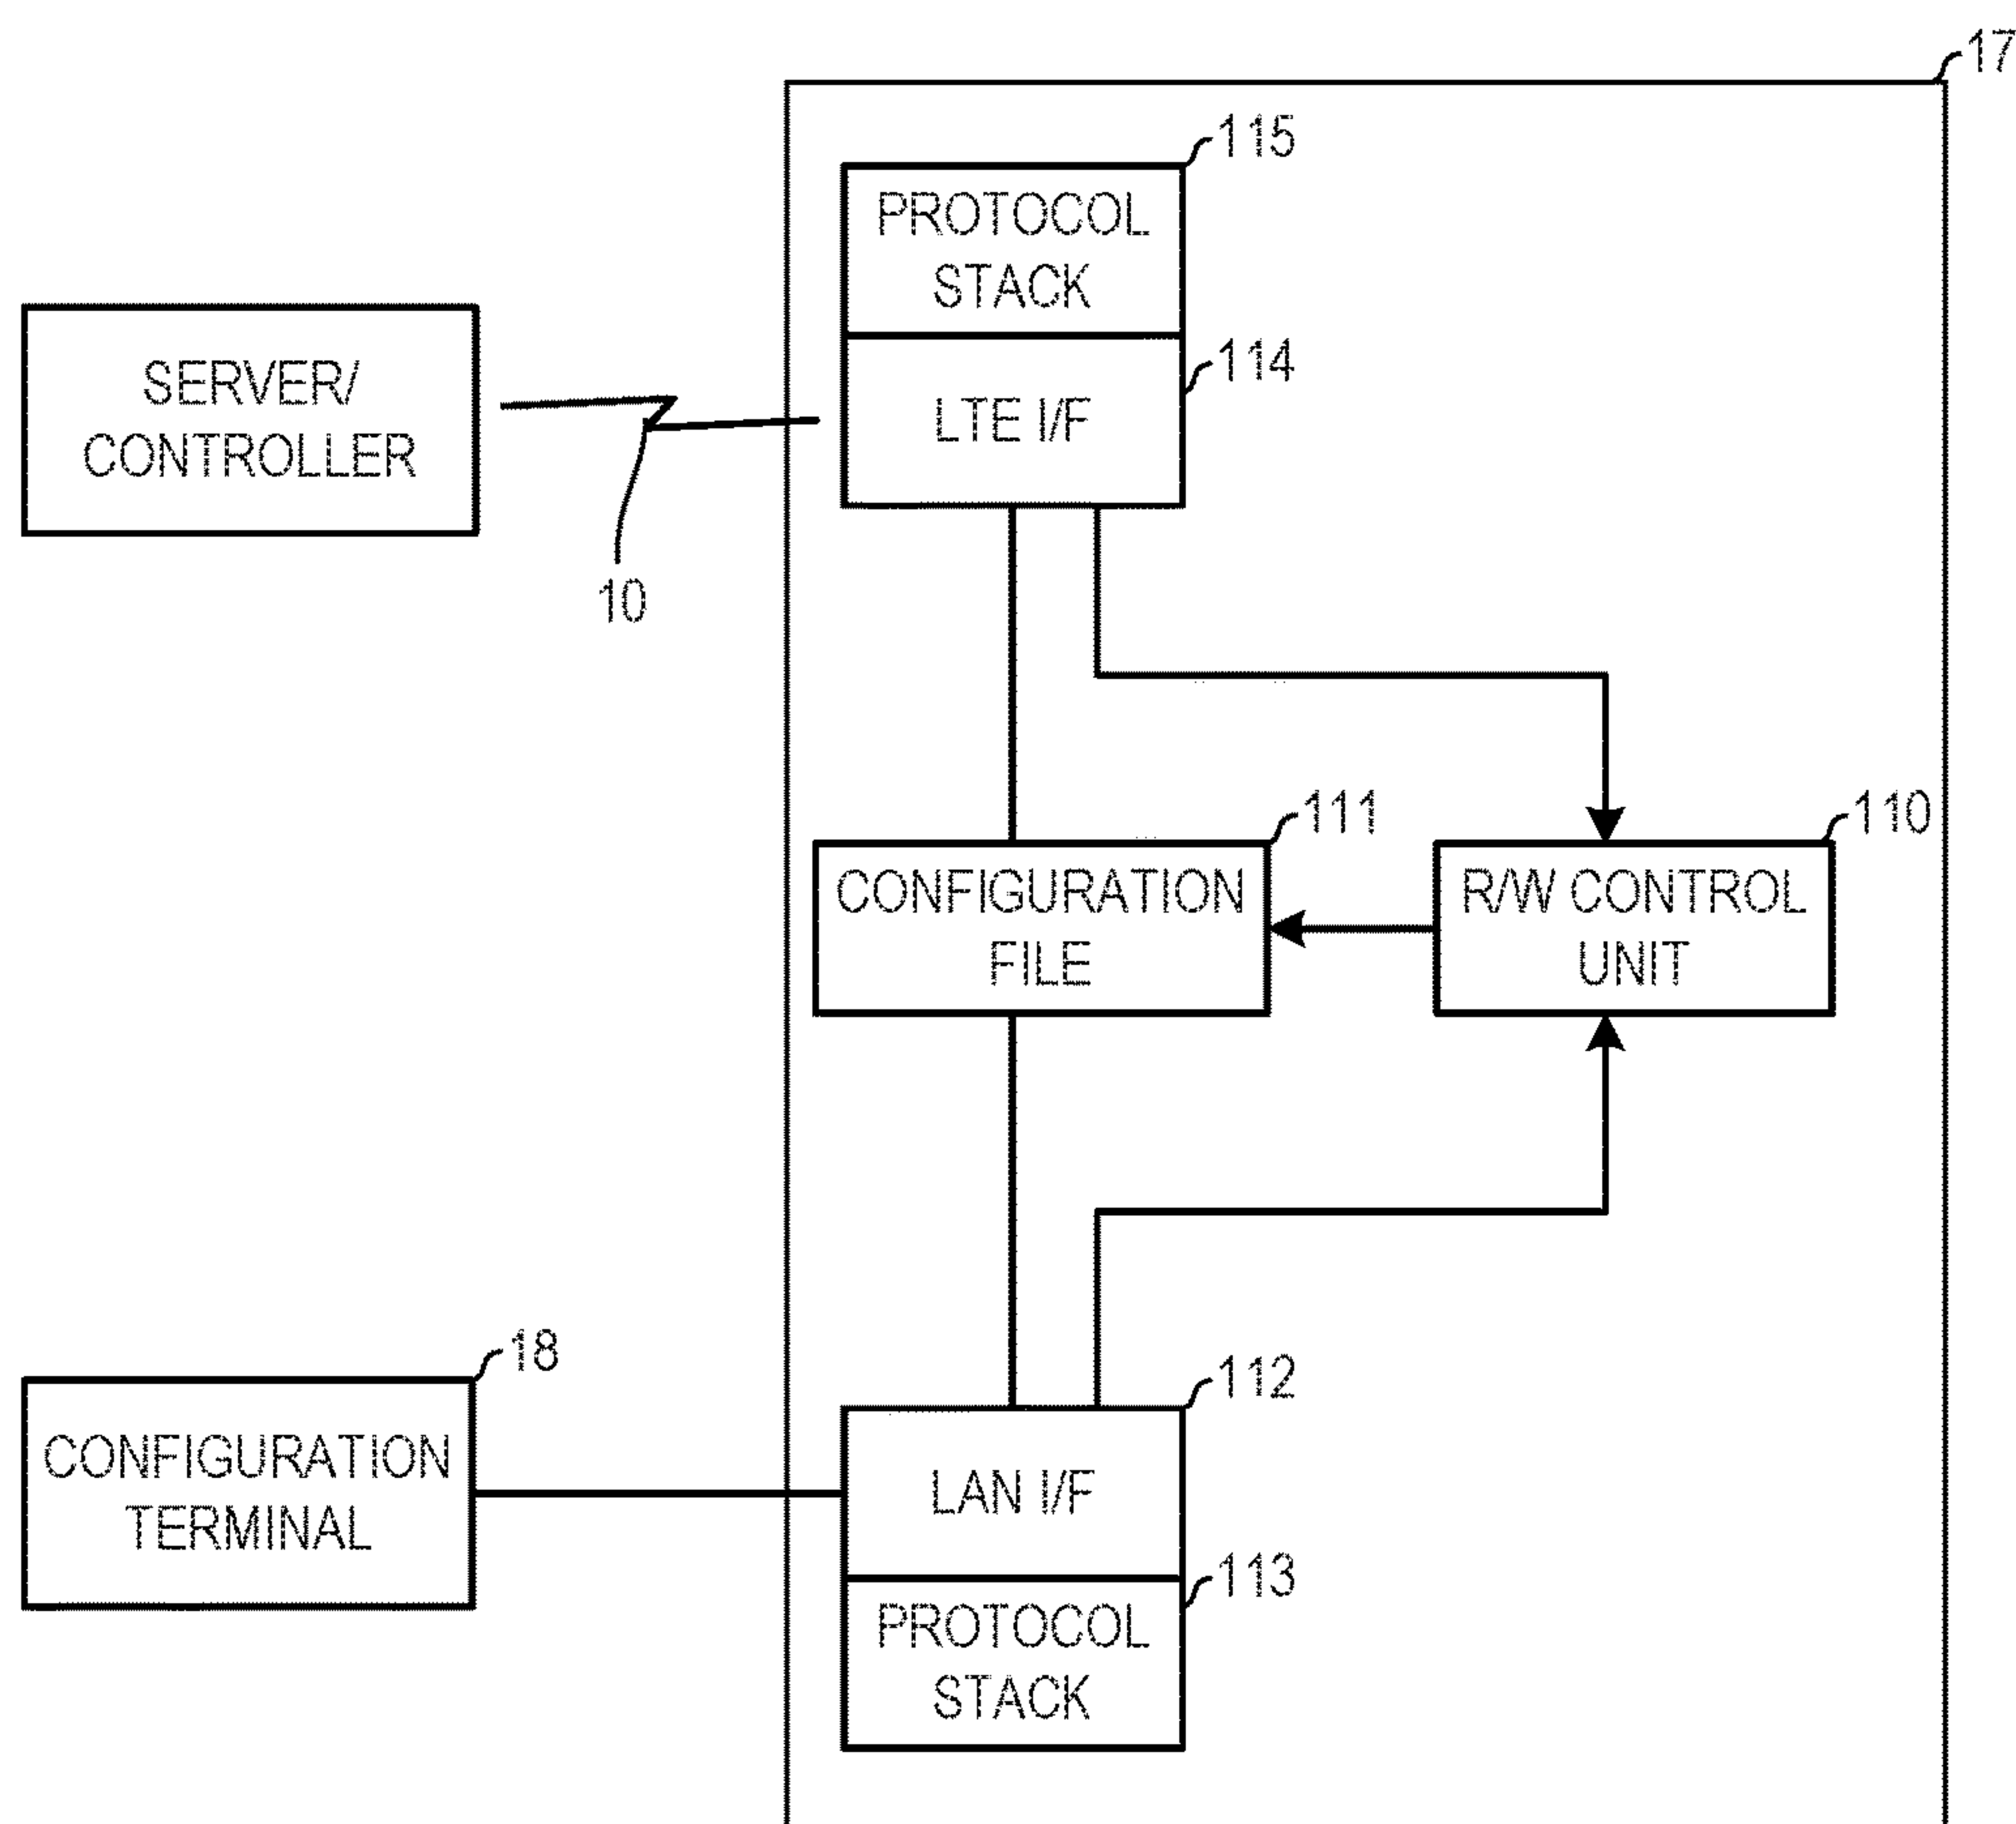 17
115
PROTOCOL
STACK
114
SERVER/
CONTROLLER
LTE I/F
10
111
110
CONFIGURATION
FILE
R/W CONTROL
UNIT
18
112
CONFIGURATION
TERMINAL
LAN I/F
113
PROTOCOL
STACK